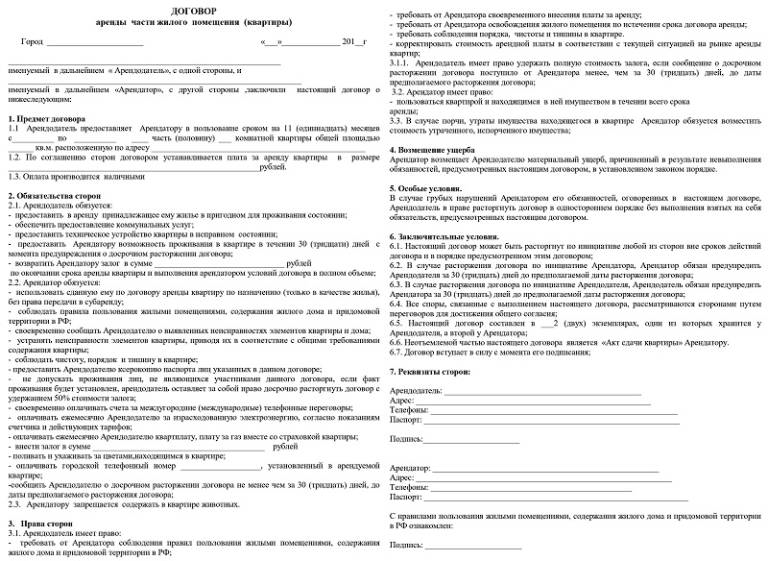 ДОГОВОР
аренды части жилого помещения (квартиры)
Город ______________________ «___»______________ 201__г
______________________________________________________________
именуемый в дальнейшем « Арендодатель», с одной стороны, и
______________________________________________________________
именуемый в дальнейшем «Арендатор», с другой стороны ,заключили настоящий договор о
нижеследующем:
1. Предмет договора
1.1 Арендодатель предоставляет Арендатору в пользование сроком на 11 (одиннадцать) месяцев
с__________ по __________ ____ часть (половину) ___ комнатной квартиры общей площадью
______ кв.м. расположенную по адресу ______________________________
1.2. По соглашению сторон договором устанавливается плата за аренду квартиры в размере
______________________________рублей.
1.3. Оплата производится наличными
2. Обязательства сторон
2.1. Арендодатель обязуется:
- предоставить в аренду принадлежащее ему жилье в пригодном для проживания состоянии;
- обеспечить предоставление коммунальных услуг;
- предоставить техническое устройство квартиры в исправном состоянии;
- предоставить Арендатору возможность проживания в квартире в течении 30 (тридцати) дней с
момента предупреждения о досрочном расторжении договора;
- возвратить Арендатору залог в сумме ______________________________ рублей
по окончании срока аренды квартиры и выполнения арендатором условий договора в полном объеме;
2.2. Арендатор обязуется:
- использовать сданную ему по договору аренды квартиру по назначению (только в качестве жилья),
без права передачи в субаренду;
- соблюдать правила пользования жилыми помещениями, содержания жилого дома и придомовой
территории в РФ;
- своевременно сообщать Арендодателю о выявленных неисправностях элементов квартиры и дома;
- устранять неисправности элементов квартиры, приводя их в соответствие с общими требованиями
содержания квартиры;
- соблюдать чистоту, порядок и тишину в квартире;
- предоставить Арендодателю ксерокопию паспорта лиц указанных в данном договоре;
- не допускать проживания лиц, не являющихся участниками данного договора, если факт
проживания будет установлен, арендодатель оставляет за собой право досрочно расторгнуть договор с
удержанием 50% стоимости залога;
- своевременно оплачивать счета за междугородние (международные) телефонные переговоры;
- оплачивать ежемесячно Арендодателю за израсходованную электроэнергию, согласно показаниям
счетчика и действующих тарифов;
- оплачивать ежемесячно Арендодателю квартплату, плату за газ вместе со страховкой квартиры;
- внести залог в сумме ______________________________ рублей
- поливать и ухаживать за цветами,находящимся в квартире;
- оплачивать городской телефонный номер ____________________, установленный в арендуемой
квартире;
-сообщить Арендодателю о досрочном расторжении договора не менее чем за 30 (тридцать) дней, до
даты предполагаемого расторжения договора;
2.3. Арендатору запрещается содержать в квартире животных.
3. Права сторон
3.1. Арендодатель имеет право:
- требовать от Арендатора соблюдения правил пользования жилыми помещениями, содержания
жилого дома и придомовой территории в РФ;
- требовать от Арендатора своевременного внесения платы за аренду;
- требовать от Арендатора освобождения жилого помещения по истечении срока договора аренды;
- требовать соблюдения порядка, чистоты и тишины в квартире.
- корректировать стоимость арендной платы в соответствии с текущей ситуацией на рынке аренды
квартир;
3.1.1. Арендодатель имеет право удержать полную стоимость залога, если сообщение о досрочном
расторжении договора поступило от Арендатора менее, чем за 30 (тридцать) дней, до даты
предполагаемого расторжения договора;
3.2. Арендатор имеет право:
- пользоваться квартирой и находящимся в ней имуществом в течении всего срока
аренды;
3.3. В случае порчи, утраты имущества находящегося в квартире Арендатор обязуется возместить
стоимость утраченного, испорченного имущества;
4. Возмещение ущерба
Арендатор возмещает Арендодателю материальный ущерб, причиненный в результате невыполнения
обязанностей, предусмотренных настоящим договором, в установленном законом порядке.
5. Особые условия.
В случае грубых нарушений Арендатором его обязанностей, оговоренных в настоящем договоре,
Арендодатель в праве расторгнуть договор в одностороннем порядке без выполнения взятых на себя
обязательств, предусмотренных настоящим договором.
6. Заключительные условия.
6.1. Настоящий договор может быть расторгнут по инициативе любой из сторон вне сроков действий
договора и в порядке предусмотренном этим договором;
6.2. В случае расторжения договора по инициативе Арендатора, Арендатор обязан предупредить
Арендодателя за 30 (тридцать) дней до предполагаемой даты расторжения договора;
6.3. В случае расторжения договора по инициативе Арендодателя, Арендодатель обязан предупредить
Арендатора за 30 (тридцать) дней до предполагаемой даты расторжения договора;
6.4. Все споры, связанные с выполнением настоящего договора, рассматриваются сторонами путем
переговоров для достижения общего согласия;
6.5. Настоящий договор составлен в ___2 (двух) экземплярах, один из которых хранится у
Арендодателя, а второй у Арендатора;
6.6. Неотъемлемой частью настоящего договора является «Акт сдачи квартиры» Арендатору.
6.7. Договор вступает в силу с момента его подписания;
7. Реквизиты сторон:
Арендодатель: ______________________________
Адрес: ______________________________
Телефоны: ______________________________
Паспорт: ______________________________
Подпись:______________________
Арендатор: ______________________________
Адрес: ______________________________
Телефоны: ______________________________
Паспорт: ______________________________
С правилами пользования жилыми помещениями, содержания жилого дома и придомовой территории
в РФ ознакомлен:
Подпись: ______________________